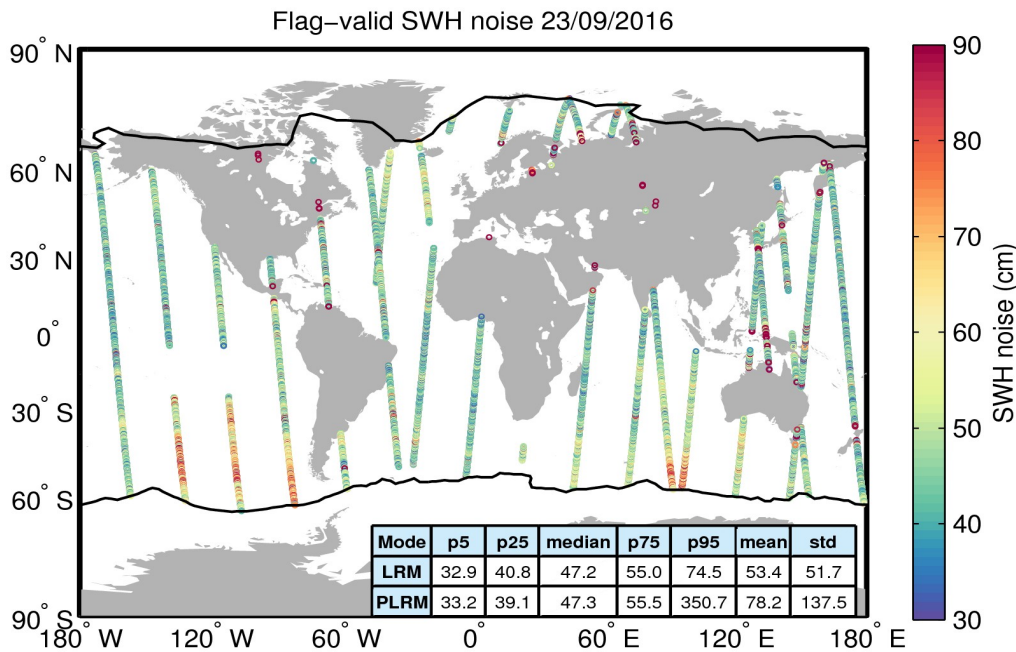 Flag−valid SWH noise 23/09/2016
90° N
60° N
30° N
0°
30° S
60° S
90° S
180° W
120° W
60° W
0°
60° E
120° E
180° E
90
80
70
60
50
40
30
SWH noise (cm)
Mode p5 p25 median p75 p95 mean std
LRM 32.9 40.8 47.2 55.0 74.5 53.4 51.7
PLRM 33.2 39.1 47.3 55.5 350.7 78.2 137.5